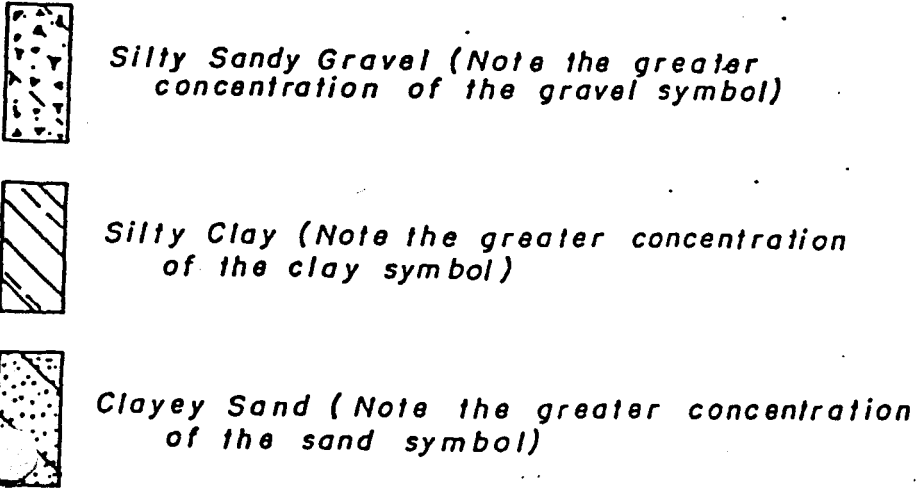 Silty Sandy Gravel (Note the greater
concentration of the gravel symbol)
Silty Clay (Note the greater concentration
of the clay symbol)
Clayey Sand (Note the greater concentration
of the sand symbol)